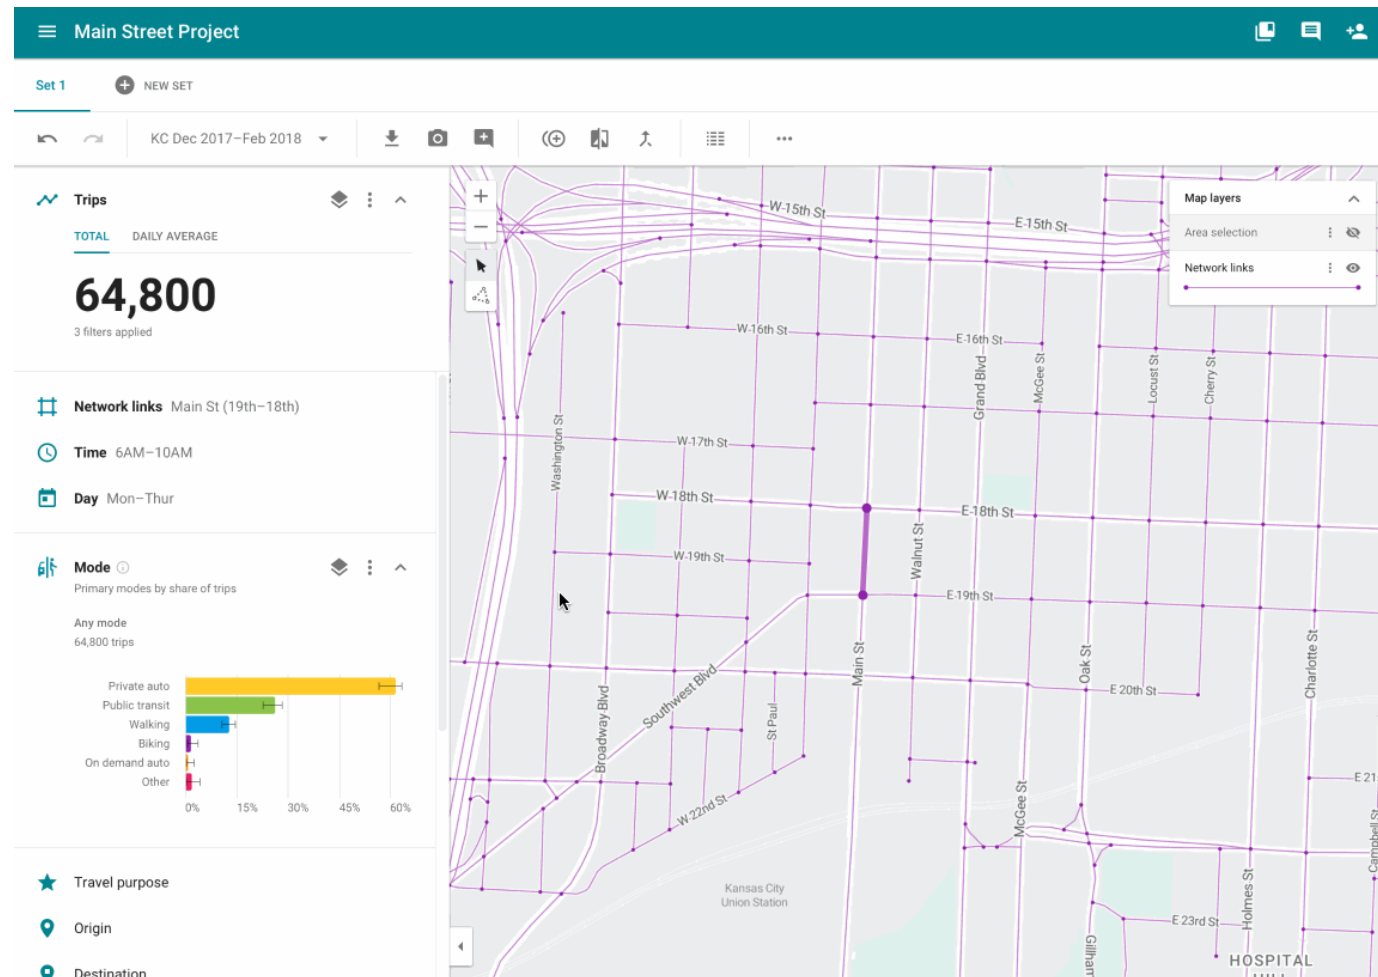 Main Street Project
Set 1
NEW SET
KC Dec 2017–Feb 2018
Trips
TOTAL DAILY AVERAGE
64,800
3 filters applied
Network links Main St (19th–18th)
Time 6AM–10AM
Day Mon–Thur
Mode
Primary modes by share of trips
Any mode
64,800 trips
Private auto
Public transit
Walking
Biking
On demand auto
Other
0% 15% 30% 45% 60%
Travel purpose
Origin
Destination
Map layers
Area selection
Network links
W 15th St
E 15th St
W 16th St
E 16th St
Grand Blvd
McGee St
Locust St
Cherry St
Washington St
W 17th St
W 18th St
E 18th St
Walnut St
W 19th St
E 19th St
Main St
Oak St
Charlotte St
E 20th St
Southwest Blvd
Broadway Blvd
St Paul
E 21
McGee St
W 22nd St
Campbell St
Kansas City
Union Station
Holmes St
E 23rd St
Gillham
HOSPITAL
HILL